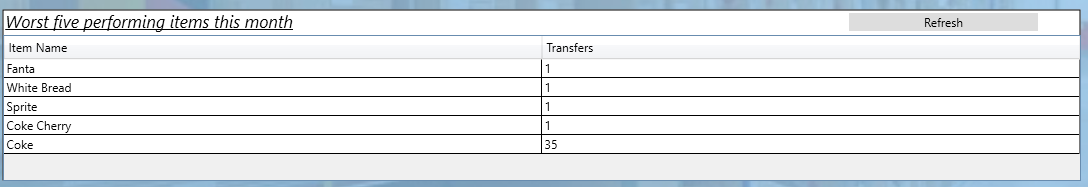 Worst five performing items this month
Refresh
Item Name Transfers
Fanta 1
White Bread 1
Sprite 1
Coke Cherry 1
Coke 35